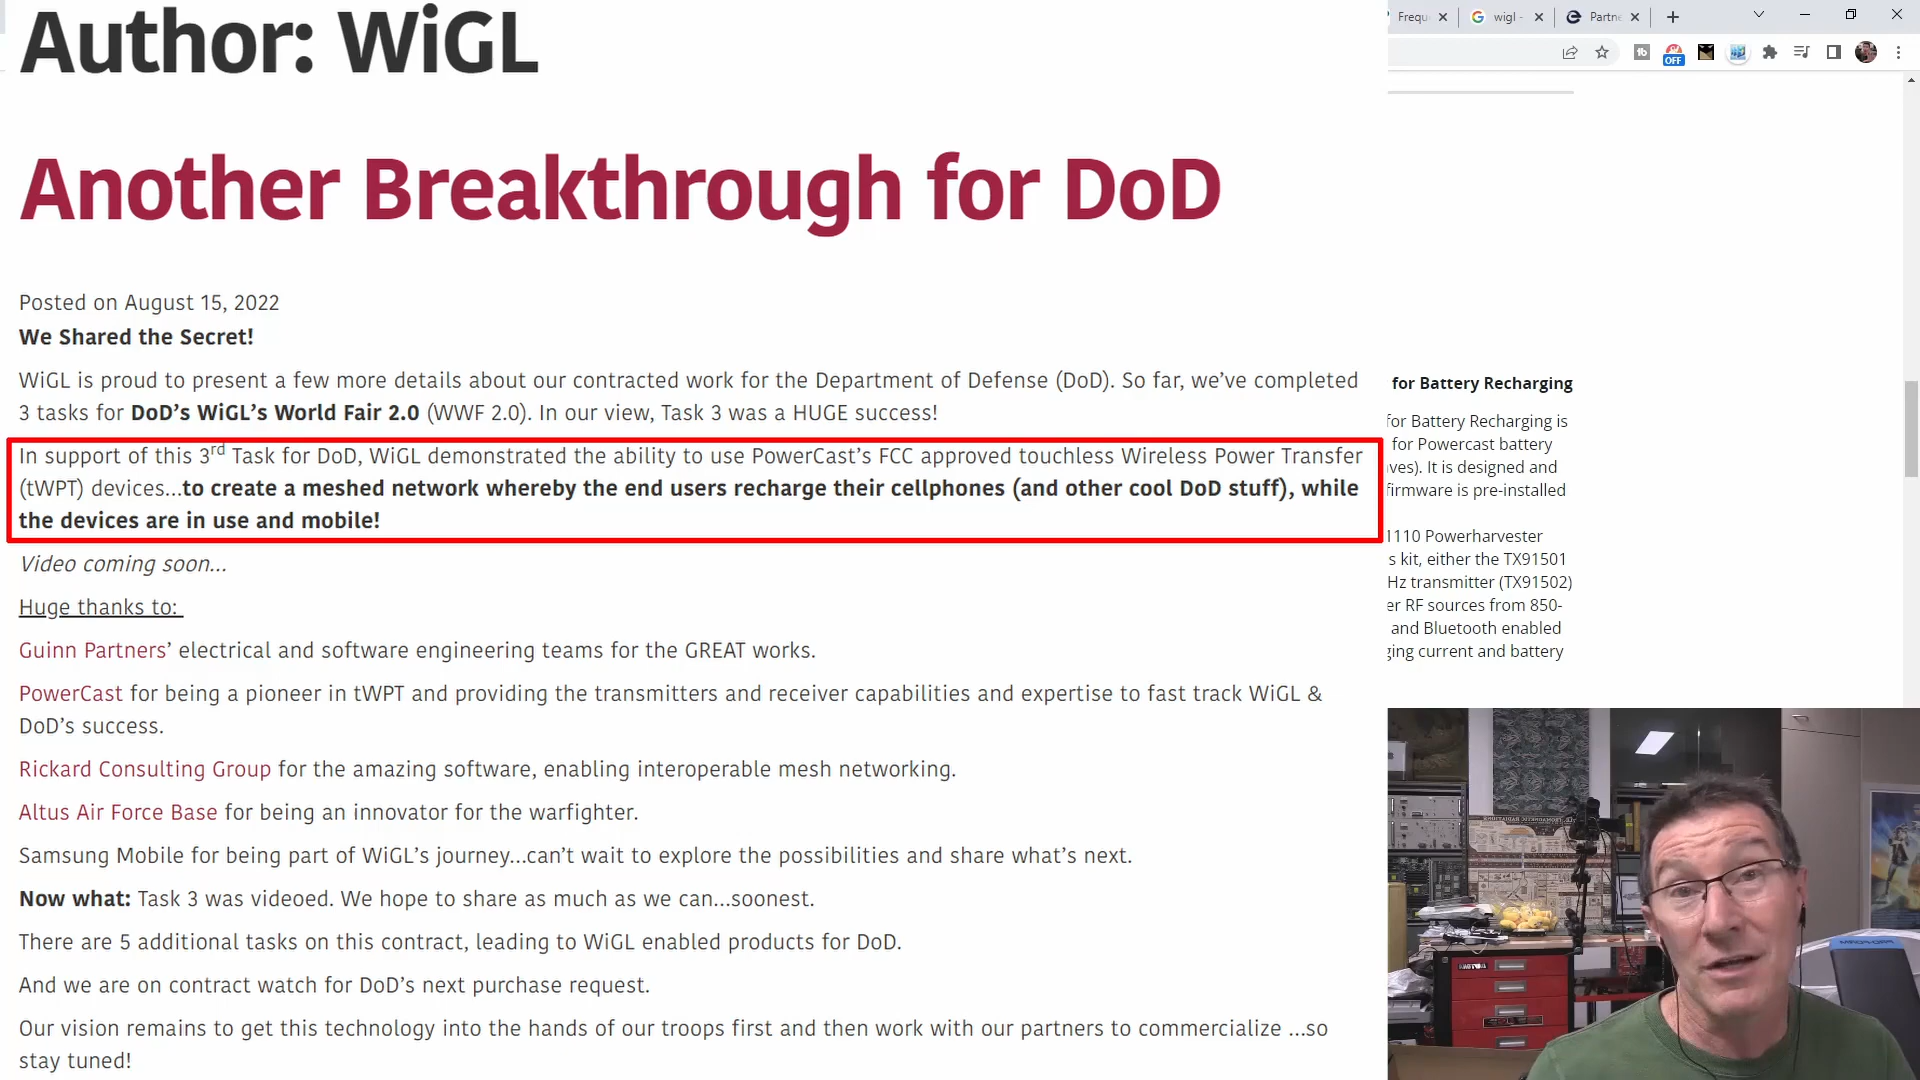 Author: WiGL
Another Breakthrough for DoD
Posted on August 15, 2022
We Shared the Secret!
WiGL is proud to present a few more details about our contracted work for the Department of Defense (DoD). So far, we’ve completed
3 tasks for DoD’s WiGL’s World Fair 2.0 (WWF 2.0). In our view, Task 3 was a HUGE success!
In support of this 3rd Task for DoD, WiGL demonstrated the ability to use PowerCast’s FCC approved touchless Wireless Power Transfer
(tWPT) devices…to create a meshed network whereby the end users recharge their cellphones (and other cool DoD stuff), while
the devices are in use and mobile!
Video coming soon…
Huge thanks to:
Guinn Partners’ electrical and software engineering teams for the GREAT works.
PowerCast for being a pioneer in tWPT and providing the transmitters and receiver capabilities and expertise to fast track WiGL &
DoD’s success.
Rickard Consulting Group for the amazing software, enabling interoperable mesh networking.
Altus Air Force Base for being an innovator for the warfighter.
Samsung Mobile for being part of WiGL’s journey…can’t wait to explore the possibilities and share what’s next.
Now what: Task 3 was videoed. We hope to share as much as we can…soonest.
There are 5 additional tasks on this contract, leading to WiGL enabled products for DoD.
And we are on contract watch for DoD’s next purchase request.
Our vision remains to get this technology into the hands of our troops first and then work with our partners to commercialize …so
stay tuned!
Frequ
wigl -
Partne
OFF
for Battery Recharging
for Battery Recharging is
for Powercast battery
ves). It is designed and
firmware is pre-installed
1110 Powerharvester
s kit, either the TX91501
Hz transmitter (TX91502)
er RF sources from 850-
and Bluetooth enabled
ging current and battery